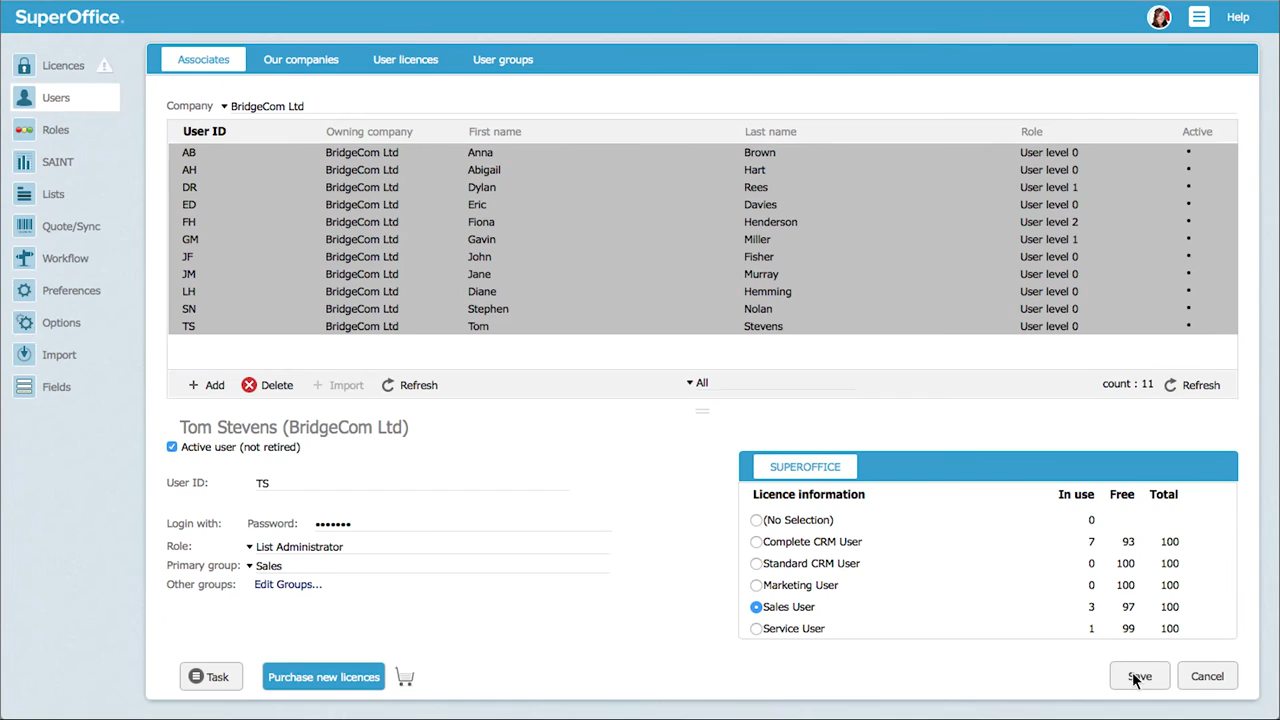 SuperOffice.
Help
Licences
Users
Roles
SAINT
Lists
Quote/Sync
Workflow
Preferences
Options
Import
Fields
Associates Our companies User licences User groups
Company BridgeCom Ltd
User ID Owning company First name Last name Role Active
AB BridgeCom Ltd Anna Brown User level 0
AH BridgeCom Ltd Abigail Hart User level 0
DR BridgeCom Ltd Dylan Rees User level 1
ED BridgeCom Ltd Eric Davies User level 0
FH BridgeCom Ltd Fiona Henderson User level 2
GM BridgeCom Ltd Gavin Miller User level 1
JF BridgeCom Ltd John Fisher User level 0
JM BridgeCom Ltd Jane Murray User level 0
LH BridgeCom Ltd Diane Hemming User level 0
SN BridgeCom Ltd Stephen Nolan User level 0
TS BridgeCom Ltd Tom Stevens User level 0
+ Add Delete + Import Refresh All count : 11 Refresh
Tom Stevens (BridgeCom Ltd)
Active user (not retired)
User ID: TS
Login with: Password: •••••••
Role: List Administrator
Primary group: Sales
Other groups: Edit Groups...
SUPEROFFICE
Licence information In use Free Total
(No Selection) 0
Complete CRM User 7 93 100
Standard CRM User 0 100 100
Marketing User 0 100 100
Sales User 3 97 100
Service User 1 99 100
Task Purchase new licences Save Cancel